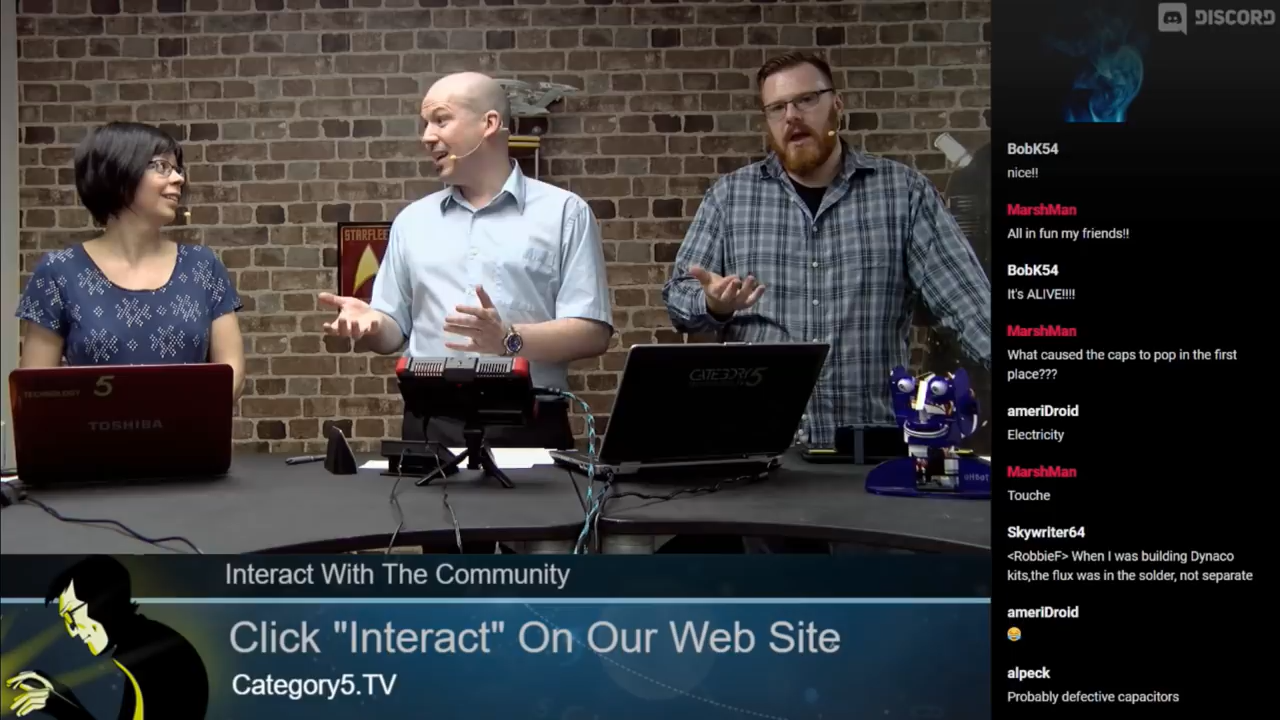 STARFLEE
TECHNOLOGY 5
TOSHIBA
CATEGORY5
Interact With The Community
Click "Interact" On Our Web Site
Category5.TV
DISCORD
BobK54
nice!!
MarshMan
All in fun my friends!!
BobK54
It's ALIVE!!!!
MarshMan
What caused the caps to pop in the first
place???
ameriDroid
Electricity
MarshMan
Touche
Skywriter64
<RobbieF> When I was building Dynaco
kits,the flux was in the solder, not separate
ameriDroid
😂
alpeck
Probably defective capacitors